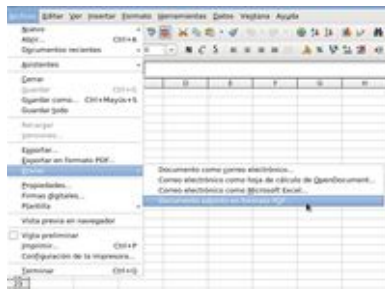 Archivo Editar Ver Insertar Formato Herramientas Datos Ventana Ayuda
Nuevo
Abrir... Ctrl+A
Documentos recientes
Asistentes
Cerrar
Guardar Ctrl+G
Guardar como... Ctrl+Mayús+S
Guardar todo
Recargar
Versiones...
Exportar...
Exportar en formato PDF...
Enviar
Documento como correo electrónico...
Correo electrónico como hoja de cálculo de OpenDocument...
Correo electrónico como Microsoft Excel...
Documento adjunto en formato PDF...
Propiedades...
Firmas digitales...
Plantilla
Vista previa en navegador
Vista preliminar
Imprimir... Ctrl+P
Configuración de la impresora...
Terminar Ctrl+Q